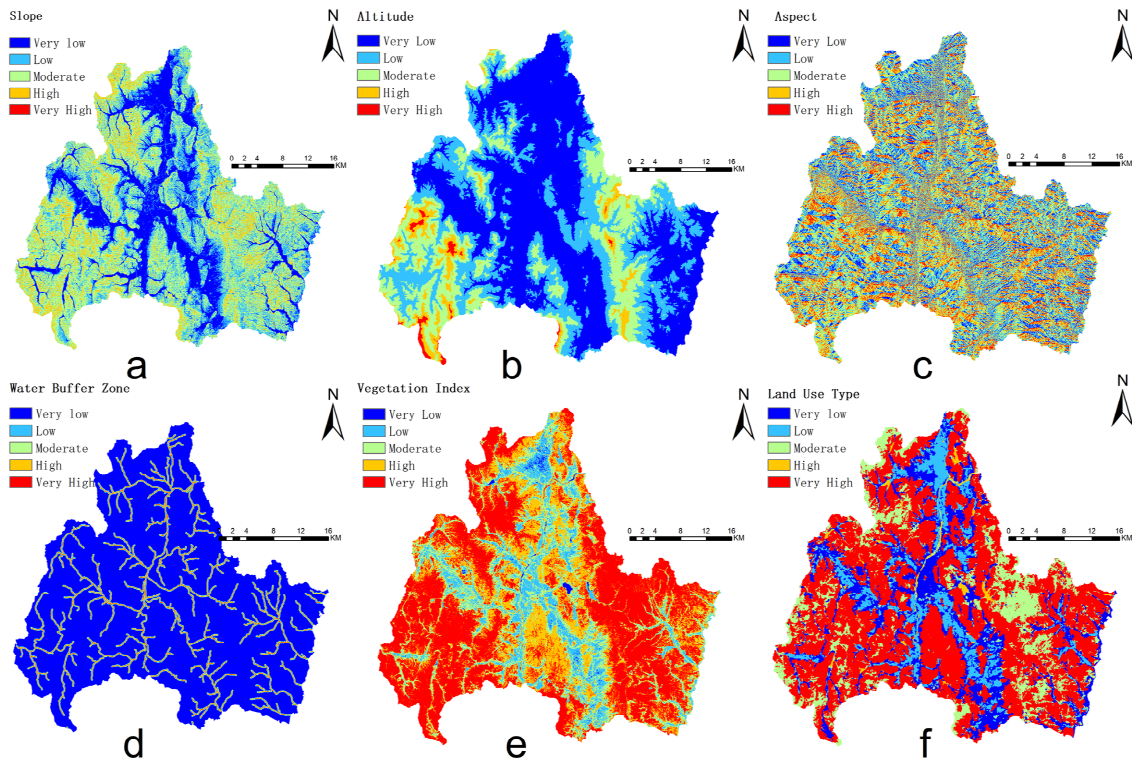 Slope
N
Very low
Low
Moderate
High
Very High
0 2 4 8 12 16
KM
a
Altitude
N
Very Low
Low
Moderate
High
Very High
0 2 4 8 12 16
KM
b
Aspect
N
Very Low
Low
Moderate
High
Very High
0 2 4 8 12 16
KM
c
Water Buffer Zone
N
Very low
Low
Moderate
High
Very High
0 2 4 8 12 16
KM
d
Vegetation Index
N
Very Low
Low
Moderate
High
Very High
0 2 4 8 12 16
KM
e
Land Use Type
N
Very low
Low
Moderate
High
Very High
0 2 4 8 12 16
KM
f